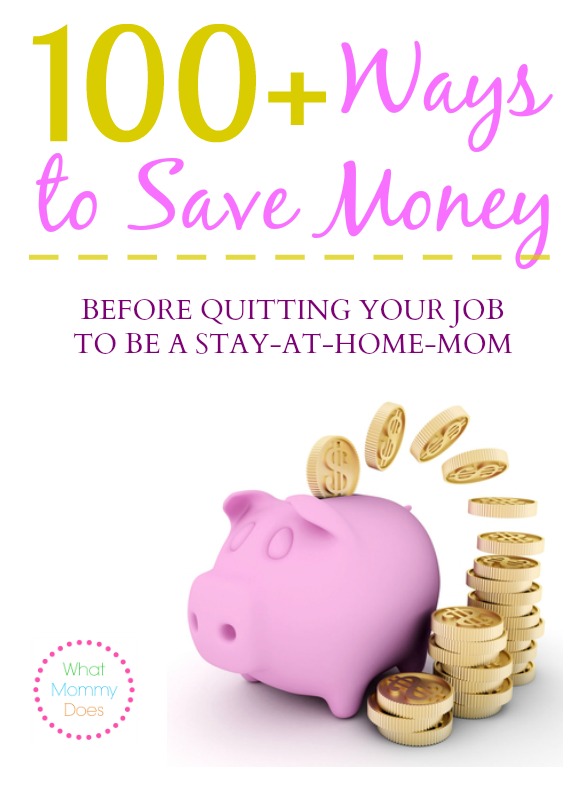 100+ Ways
to Save Money
BEFORE QUITTING YOUR JOB
TO BE A STAY-AT-HOME-MOM
$
What
Mommy
Does